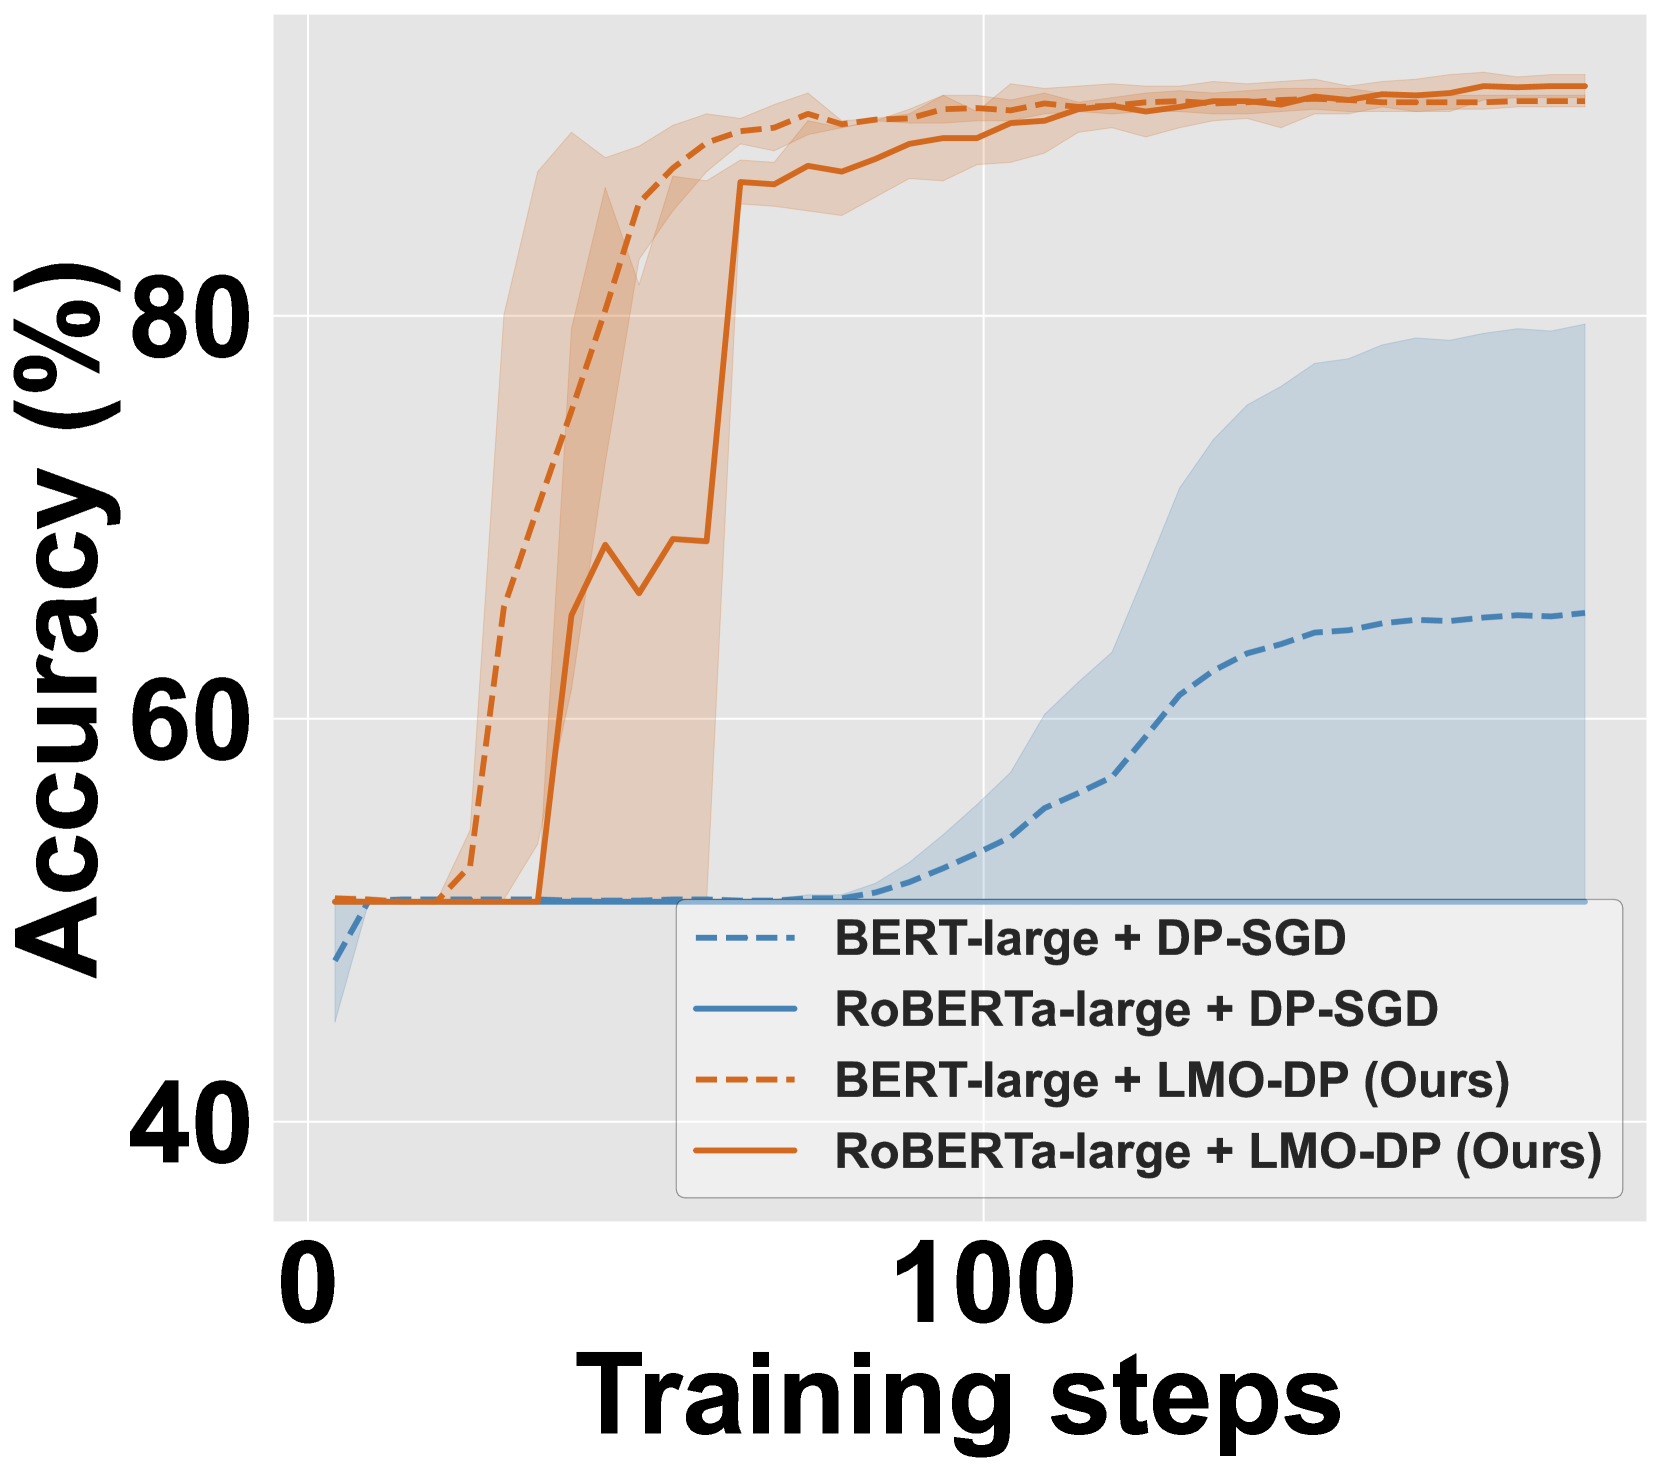 Accuracy (%)
80
60
40
BERT-large + DP-SGD
RoBERTa-large + DP-SGD
BERT-large + LMO-DP (Ours)
RoBERTa-large + LMO-DP (Ours)
0
100
Training steps